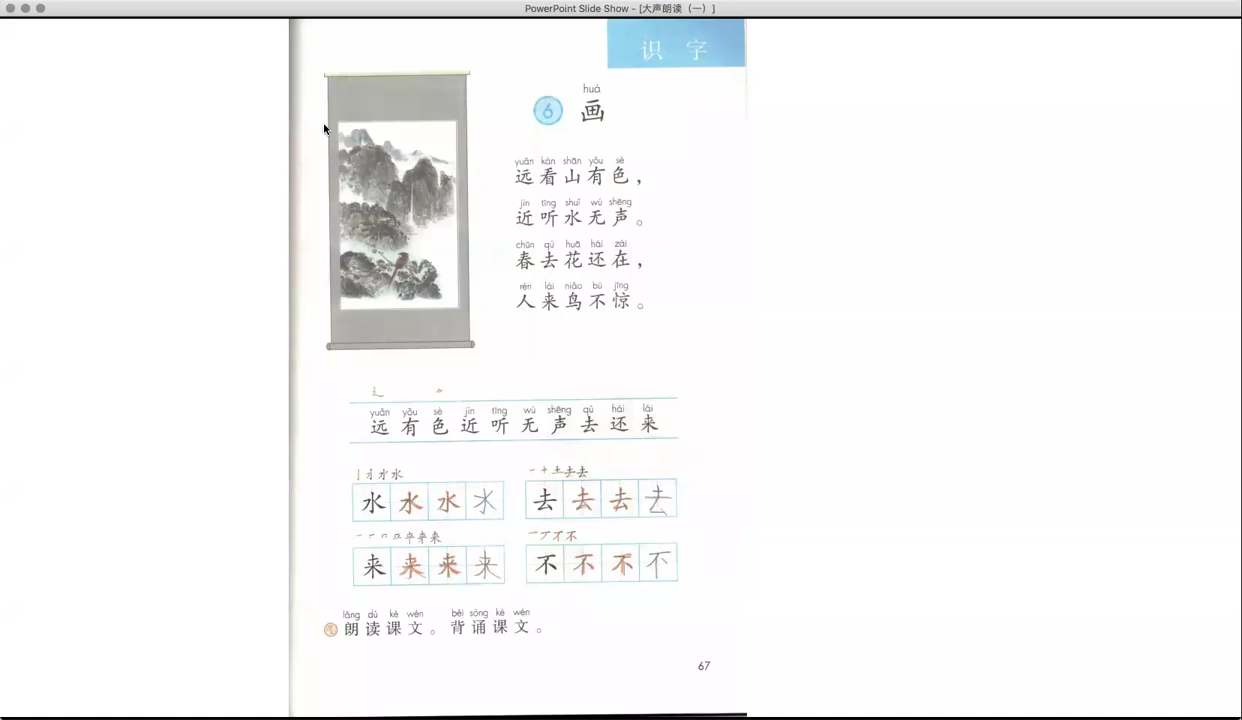 PowerPoint Slide Show - [大声朗读（一）]
识 字
huà
6 画
yuǎn kàn shān yǒu sè
远看山有色，
jìn tīng shuǐ wú shēng
近听水无声。
chūn qù huā hái zài
春去花还在，
rén lái niǎo bù jīng
人来鸟不惊。
yuǎn yǒu sè jìn tīng wú shēng qù hái lái
远 有 色 近 听 无 声 去 还 来
水 水 水 水
去 去 去 去
来 来 来 来
不 不 不 不
lǎng dú kè wén bèi sòng kè wén
朗读课文。背诵课文。
67